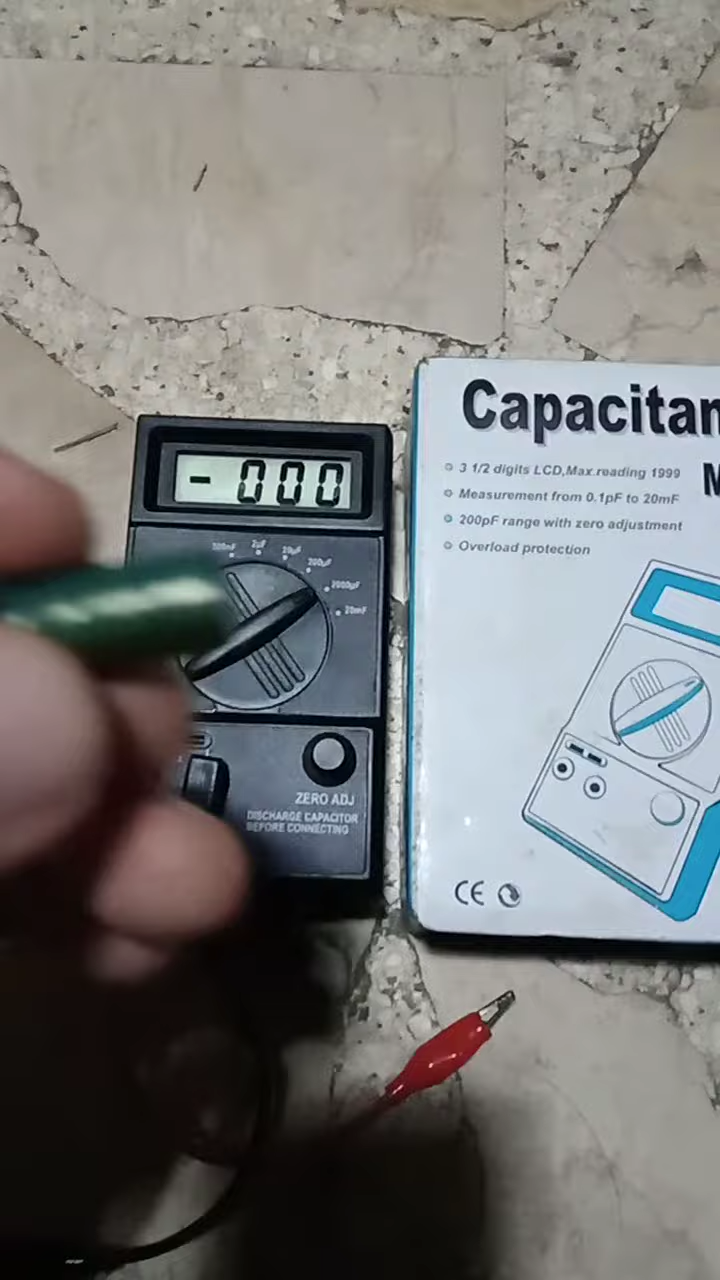 Capacitan
M
3 1/2 digits LCD,Max.reading 1999
Measurement from 0.1pF to 20mF
200pF range with zero adjustment
Overload protection
- 000
2µF
20µF
200µF
2000µF
20mF
ZERO ADJ
DISCHARGE CAPACITOR
BEFORE CONNECTING
CE